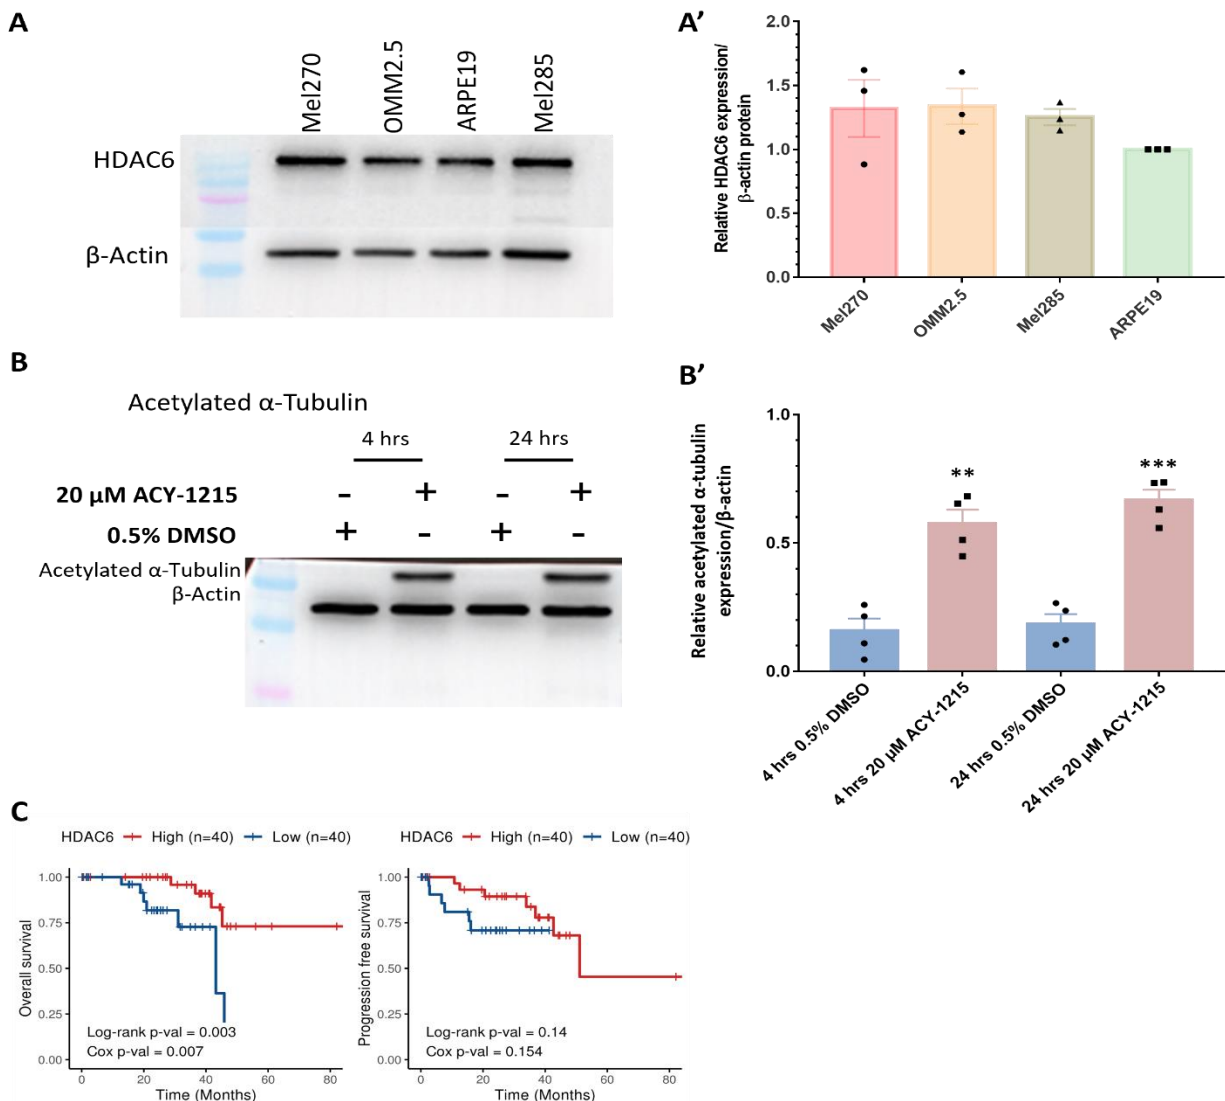 A
Mel270
OMM2.5
ARPE19
Mel285
HDAC6
β-Actin
A’
Relative HDAC6 expression/
β-actin protein
2.0
1.5
1.0
0.5
0.0
Mel270
OMM2.5
Mel285
ARPE19
B
Acetylated α-Tubulin
4 hrs 24 hrs
20 µM ACY-1215 - + - +
0.5% DMSO + - + -
Acetylated α-Tubulin
β-Actin
B’
Relative acetylated α-tubulin
expression/β-actin
1.0
0.5
0.0
**
***
4 hrs 0.5% DMSO
4 hrs 20 µM ACY-1215
24 hrs 0.5% DMSO
24 hrs 20 µM ACY-1215
C
HDAC6 High (n=40) Low (n=40)
Overall survival
1.00
0.75
0.50
0.25
0.00
Log-rank p-val = 0.003
Cox p-val = 0.007
0 20 40 60 80
Time (Months)
HDAC6 High (n=40) Low (n=40)
Progression free survival
1.00
0.75
0.50
0.25
0.00
Log-rank p-val = 0.14
Cox p-val = 0.154
0 20 40 60 80
Time (Months)